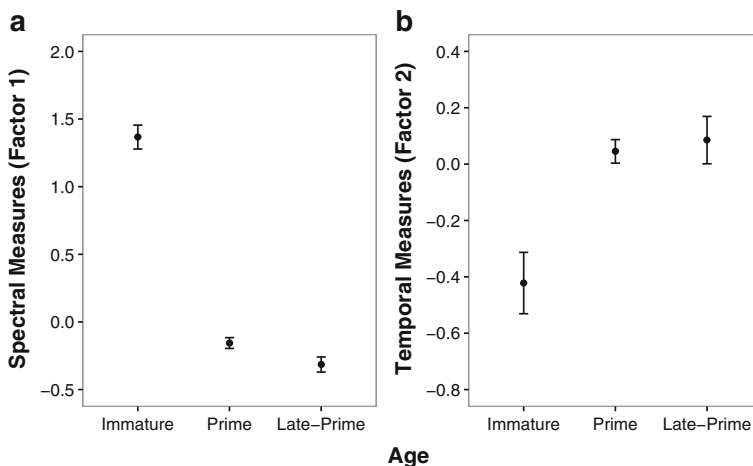 a
b
Spectral Measures (Factor 1)
2.0
1.5
1.0
0.5
0.0
−0.5
Immature
Prime
Late−Prime
Temporal Measures (Factor 2)
0.4
0.2
0.0
−0.2
−0.4
−0.6
−0.8
Immature
Prime
Late−Prime
Age